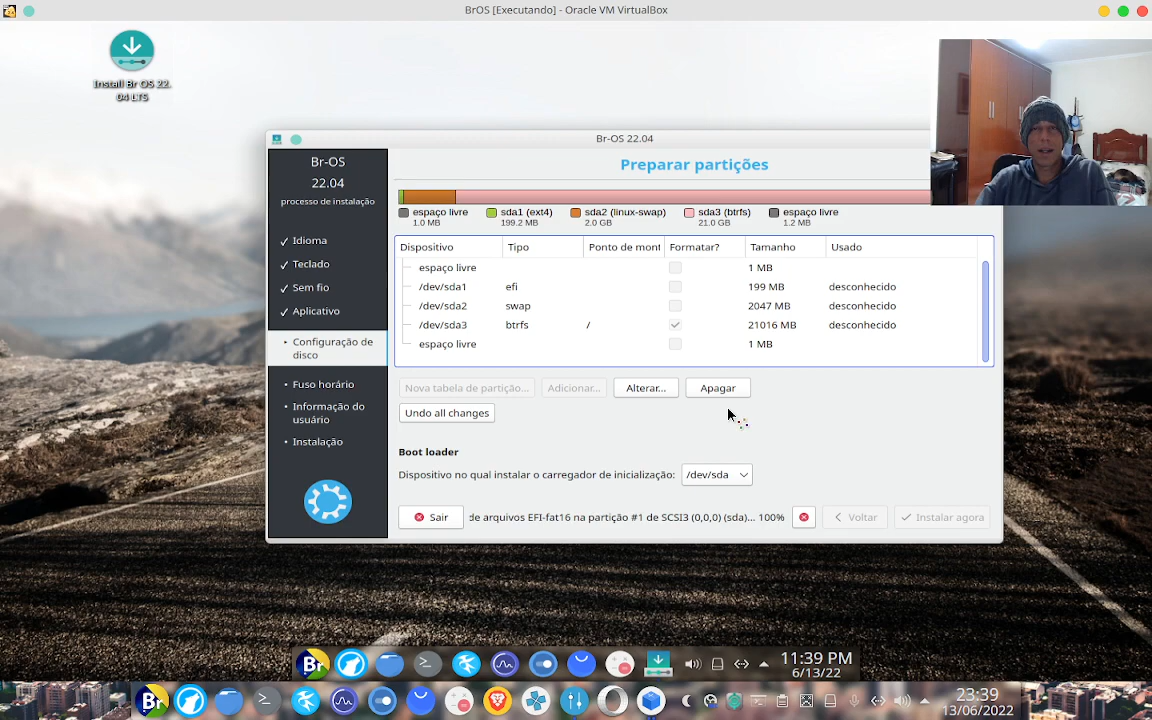 BrOS [Executando] - Oracle VM VirtualBox
Install Br OS 22.
04 LTS
Br-OS 22.04
Br-OS
22.04
processo de instalação
Idioma
Teclado
Sem fio
Aplicativo
Configuração de
disco
Fuso horário
Informação do
usuário
Instalação
Preparar partições
espaço livre
1.0 MB
sda1 (ext4)
199.2 MB
sda2 (linux-swap)
2.0 GB
sda3 (btrfs)
21.0 GB
espaço livre
1.2 MB
Dispositivo Tipo Ponto de mont Formatar? Tamanho Usado
espaço livre 1 MB
/dev/sda1 efi 199 MB desconhecido
/dev/sda2 swap 2047 MB desconhecido
/dev/sda3 btrfs / 21016 MB desconhecido
espaço livre 1 MB
Nova tabela de partição... Adicionar... Alterar... Apagar
Undo all changes
Boot loader
Dispositivo no qual instalar o carregador de inicialização: /dev/sda
Sair de arquivos EFI-fat16 na partição #1 de SCSI3 (0,0,0) (sda)... 100% Voltar Instalar agora
Br 11:39 PM
6/13/22
Br 23:39
13/06/2022